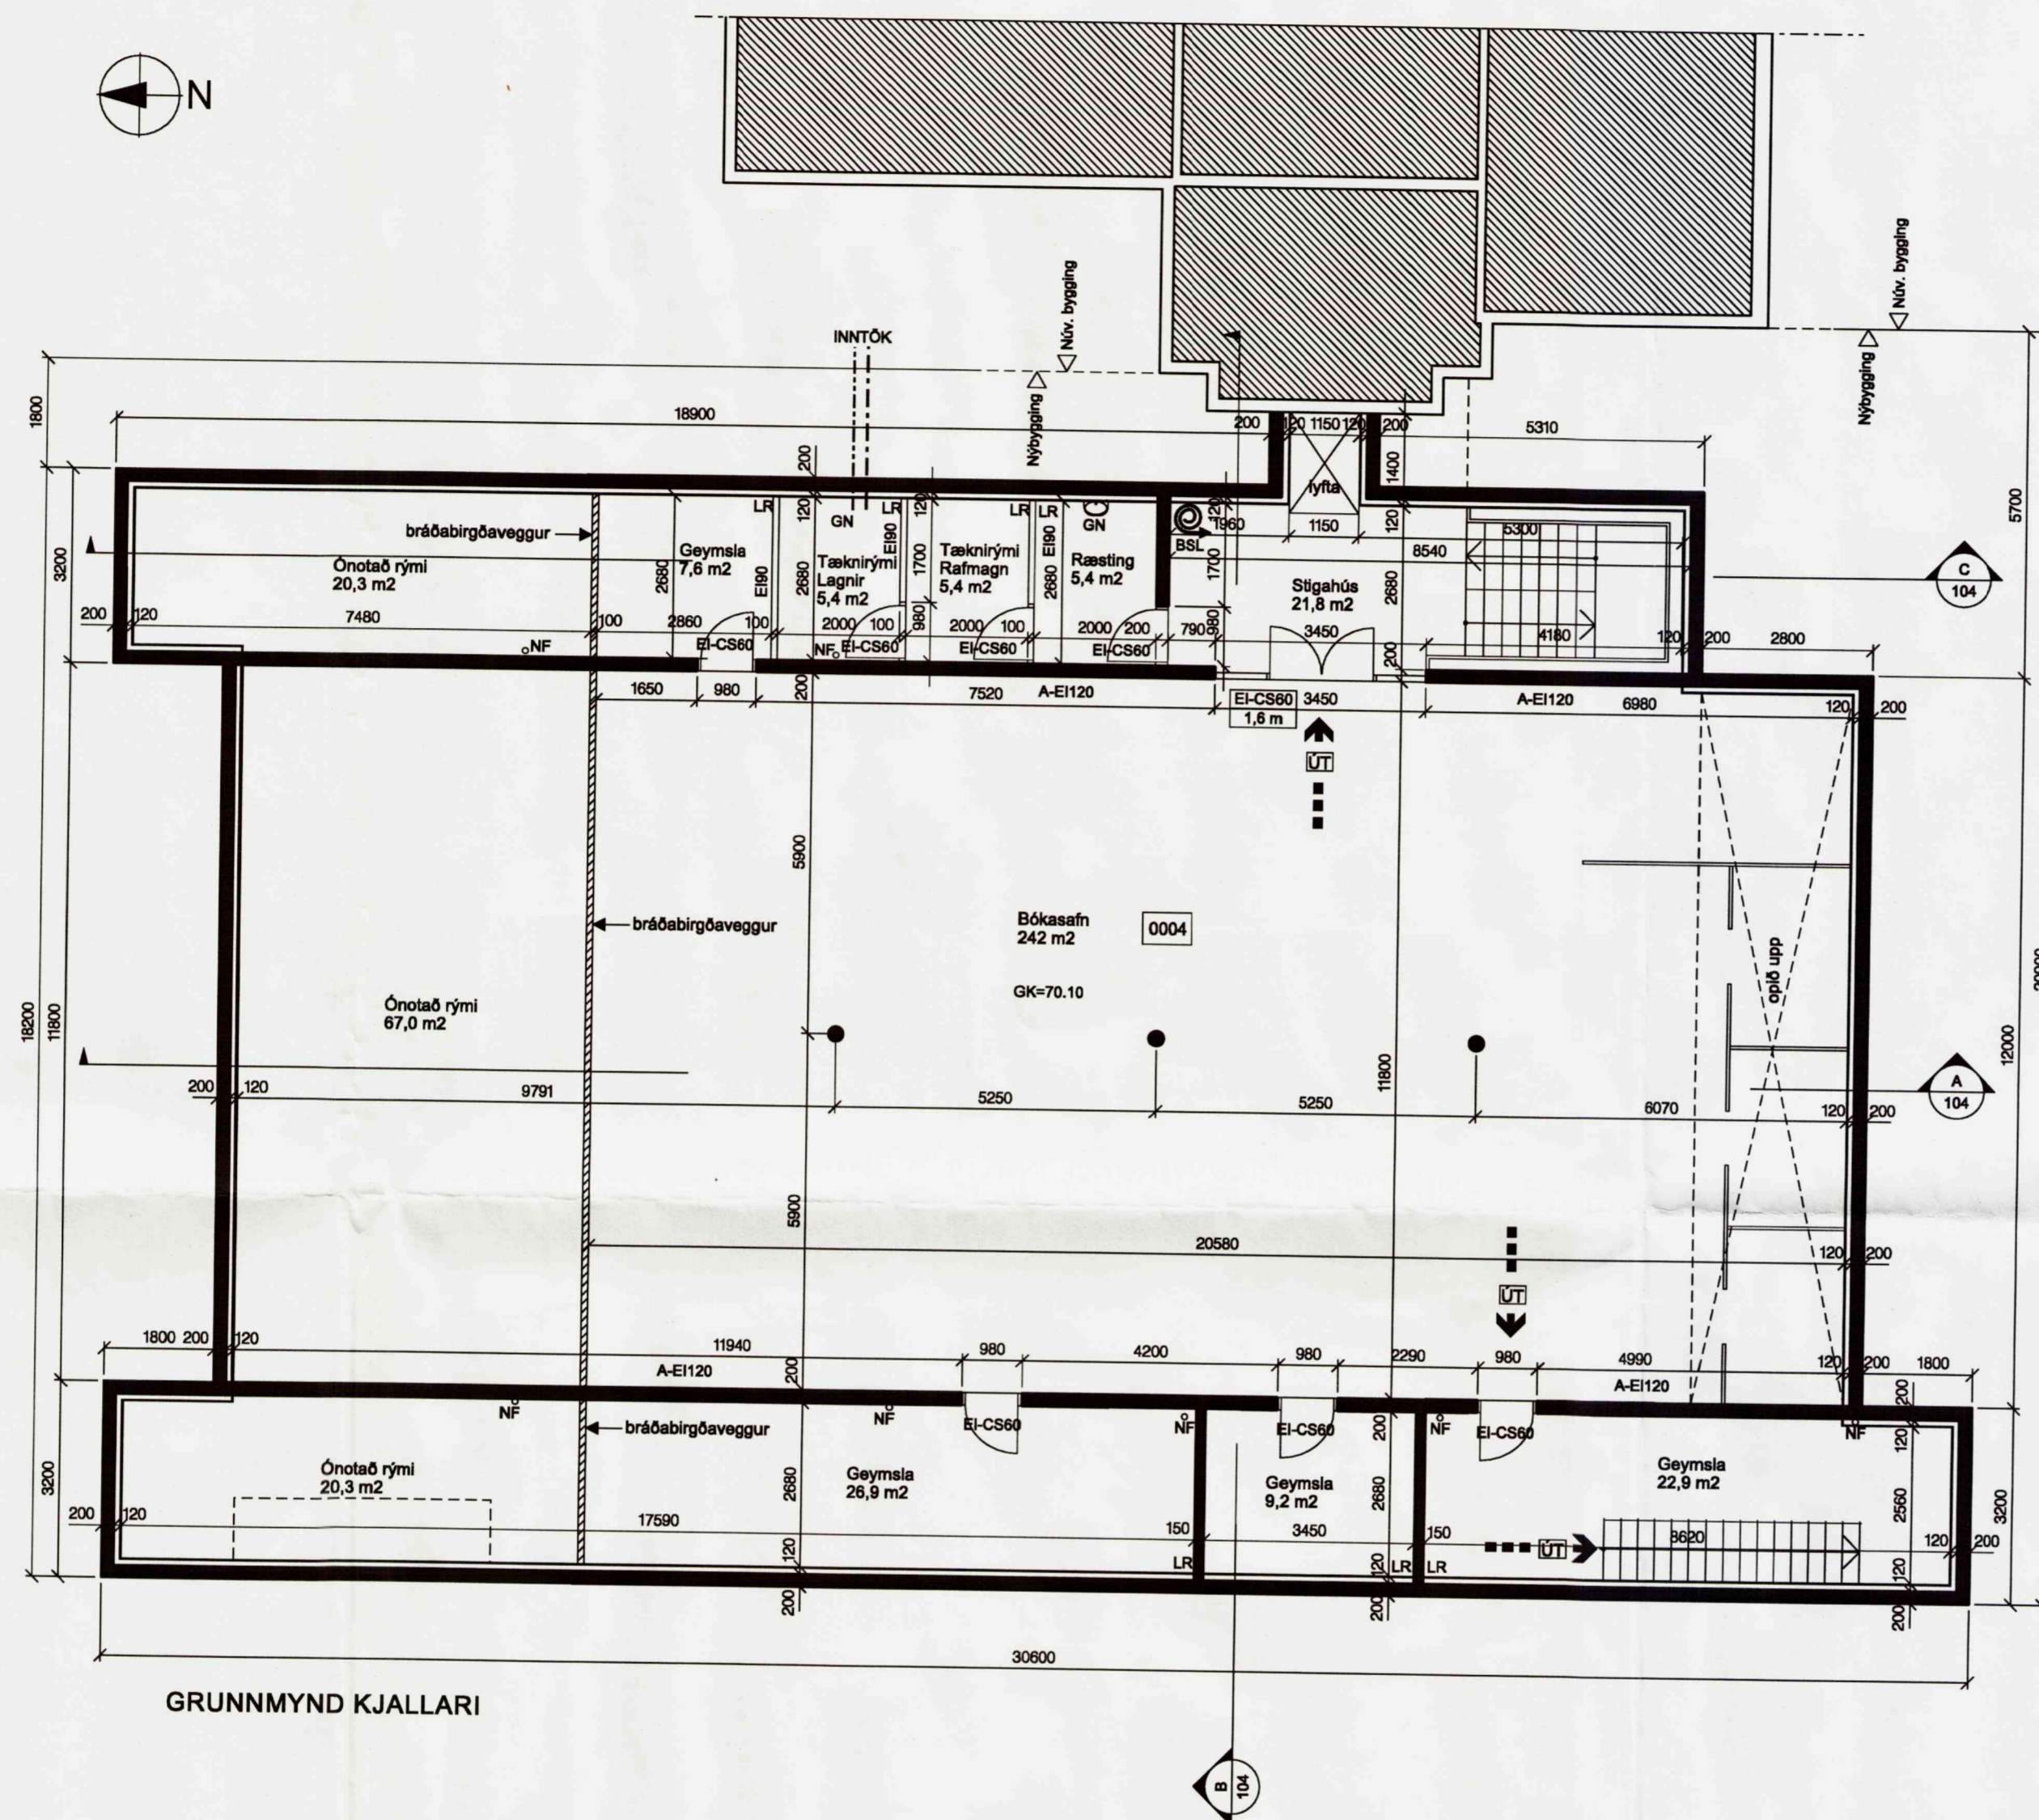 N
INNTÖK
Núv. bygging
Nýbygging
Núv. bygging
Nýbygging
1800
18900
200
120
1150
120
200
5310
5700
1400
lyfta
3200
200
120
120
120
120
bráðabirgðaveggur
LR
GN
LR
LR
LR
GN
1960
BSL
1150
5300
8540
Ónotað rými
20,3 m2
Geymsla
7,6 m2
Tæknirými
Lagnir
5,4 m2
Tæknirými
Rafmagn
5,4 m2
Ræsting
5,4 m2
Stigahús
21,8 m2
2680
EI90
2680
EI90
1700
980
2680
EI90
1700
980
2680
C
104
200
120
7480
100
2860
100
2000
100
2000
100
2000
200
790
3450
4180
120
200
2800
NF
EI-CS60
NF
EI-CS60
EI-CS60
EI-CS60
200
200
1650
980
7520
A-EI120
EI-CS60
1,6 m
3450
A-EI120
6980
120
200
ÚT
5900
Bókasafn
242 m2
0004
GK=70.10
bráðabirgðaveggur
opið upp
Ónotað rými
67,0 m2
18200
11800
11800
12000
A
104
200
120
9791
5250
5250
6070
120
200
5900
20580
120
200
ÚT
1800
200
120
11940
980
4200
980
2290
980
4990
120
200
1800
A-EI120
200
A-EI120
200
NF
NF
NF
NF
NF
EI-CS60
EI-CS60
EI-CS60
200
120
bráðabirgðaveggur
Ónotað rými
20,3 m2
Geymsla
26,9 m2
Geymsla
9,2 m2
Geymsla
22,9 m2
3200
2680
2680
2560
3200
200
120
17590
150
3450
150
ÚT
8620
120
200
LR
LR
LR
120
120
120
200
200
200
30600
GRUNNMYND KJALLARI
B
104